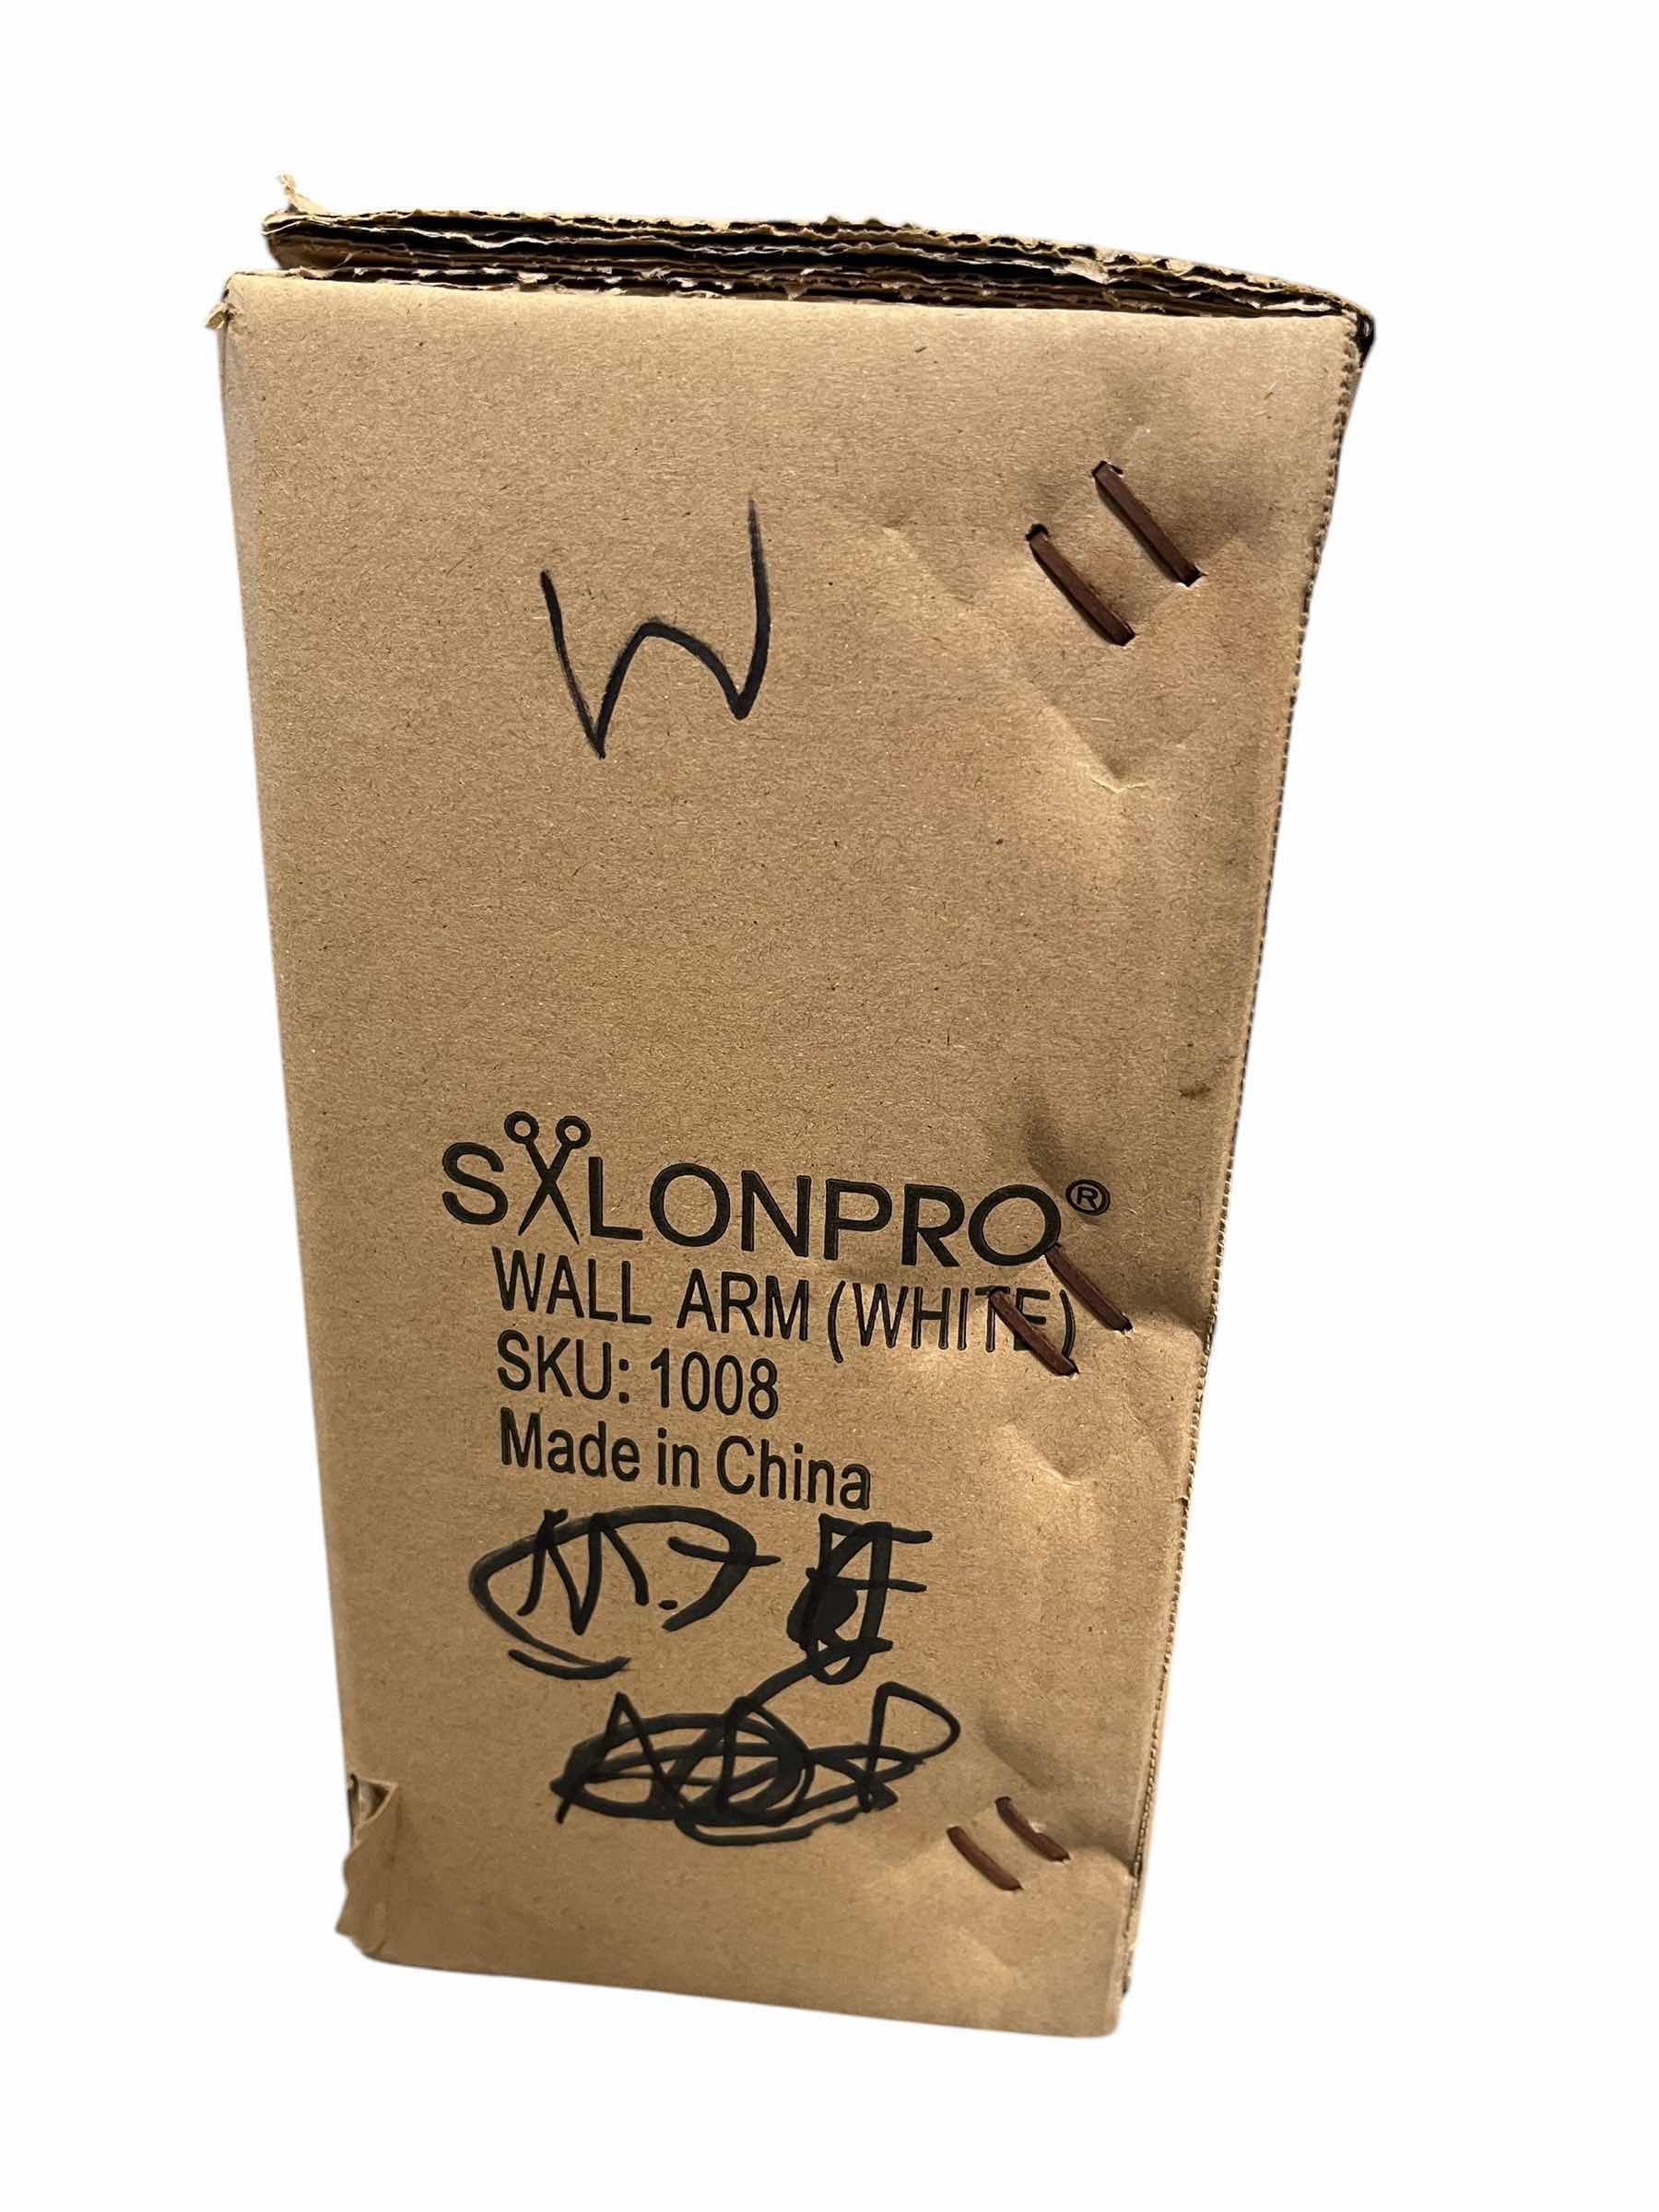 W
SALONPRO®
WALL ARM (WHITE)
SKU: 1008
Made in China